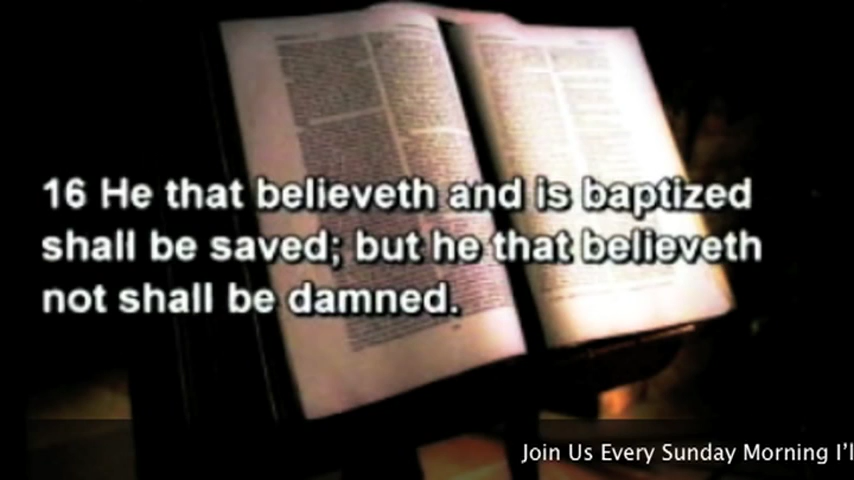 16 He that believeth and is baptized
shall be saved; but he that believeth
not shall be damned.
Join Us Every Sunday Morning I'l